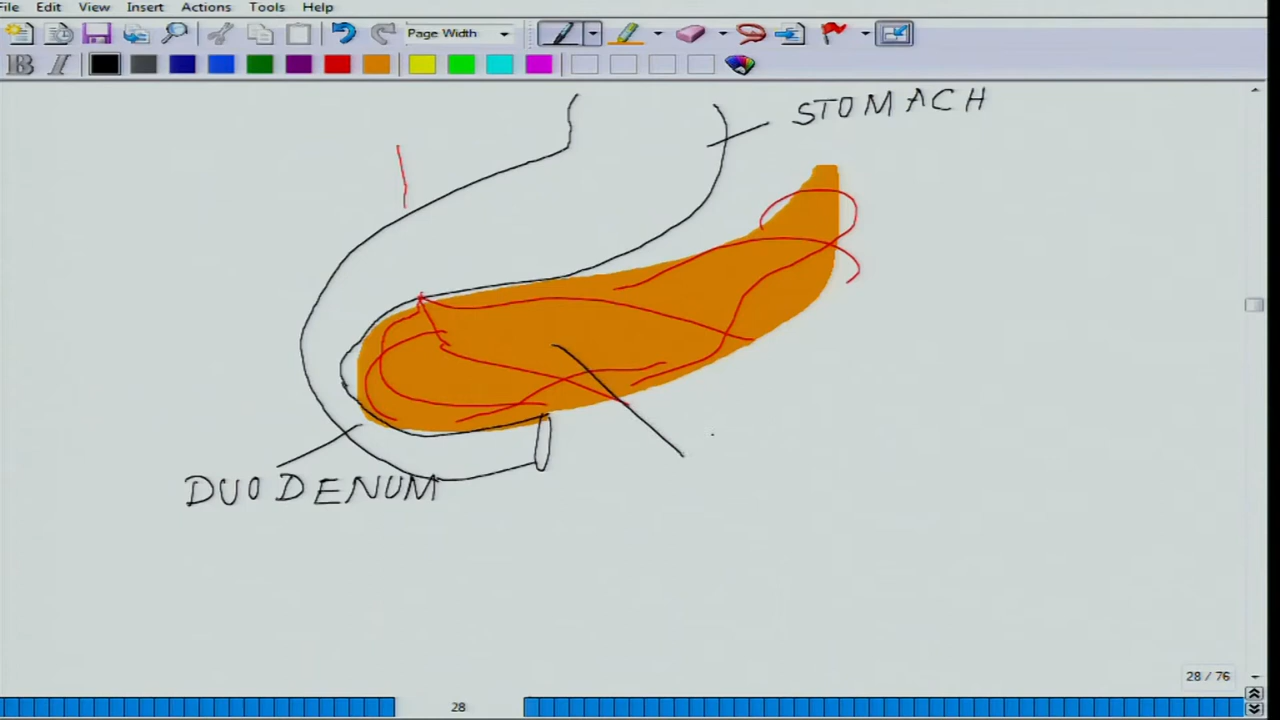 File Edit View Insert Actions Tools Help
Page Width
B I
STOMACH
DUODENUM
28 / 76
28